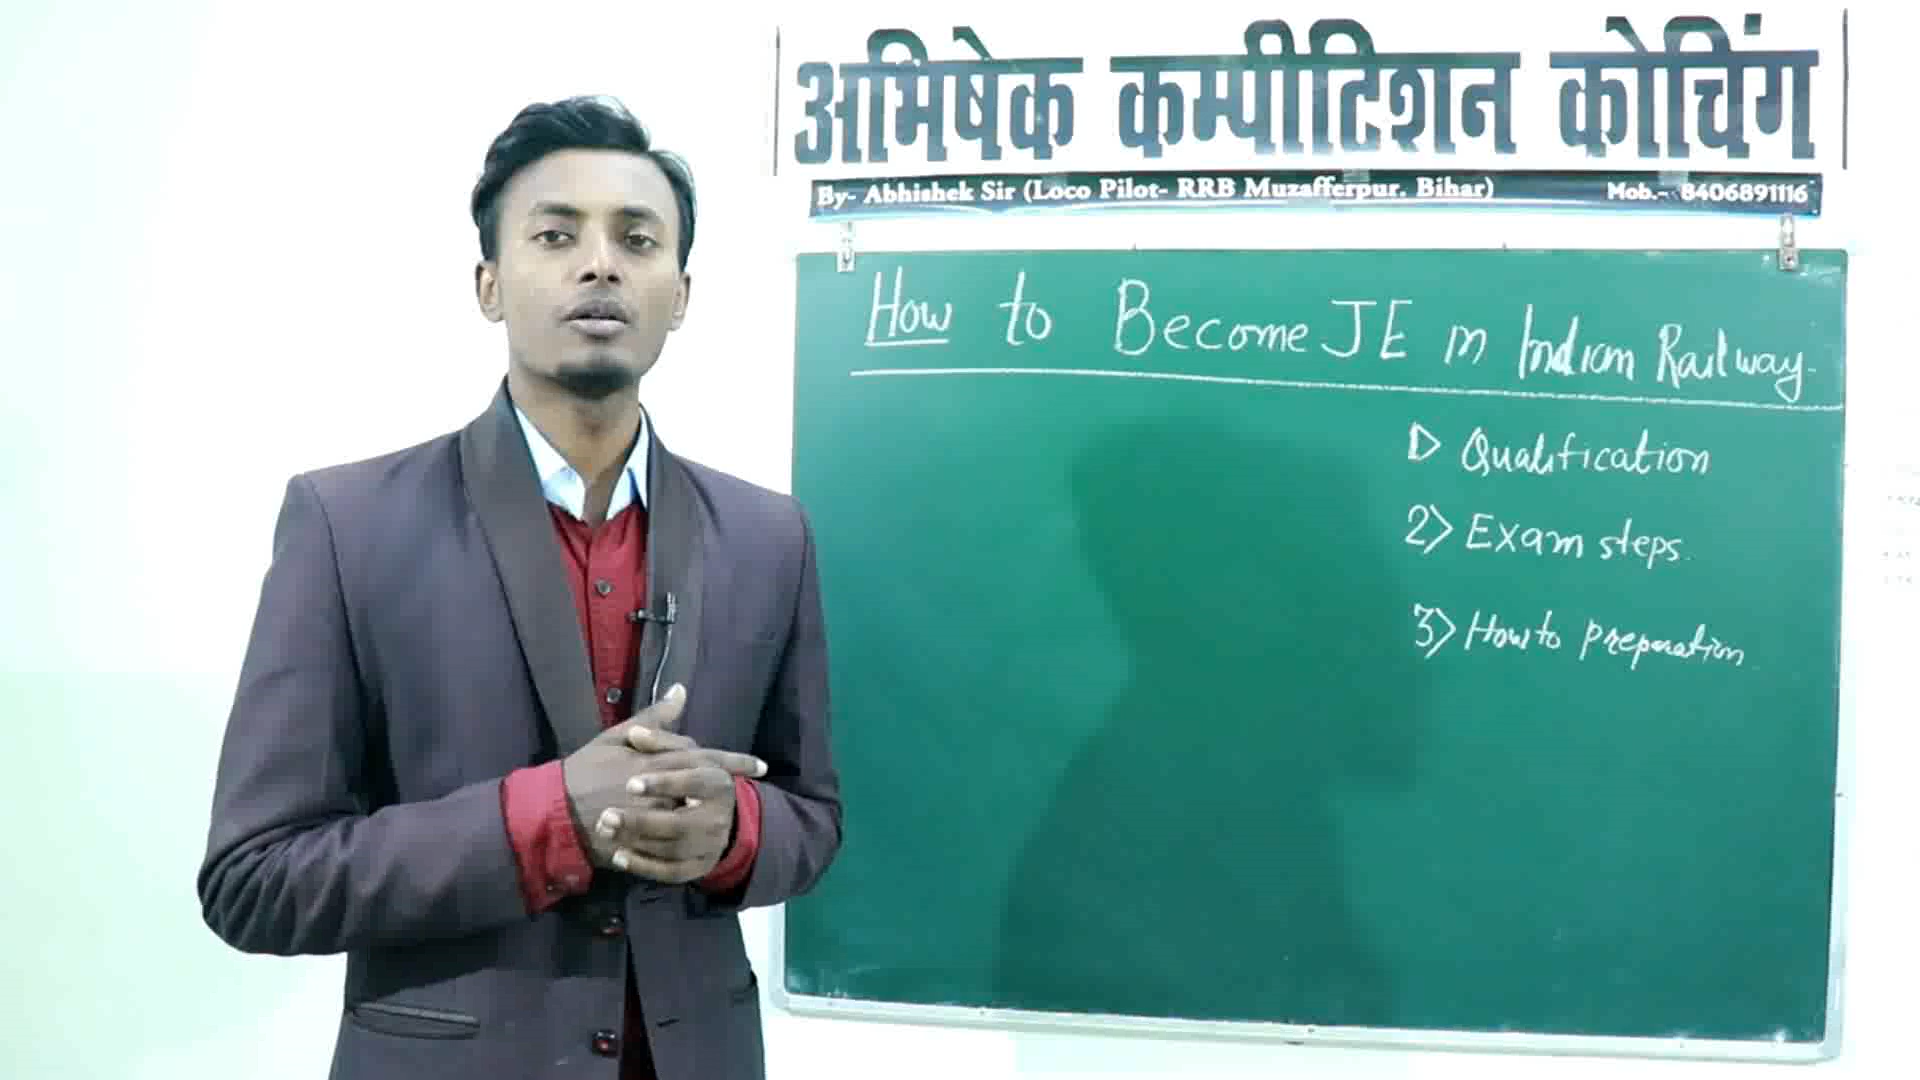 अभिषेक कम्पीटिशन कोचिंग
By- Abhishek Sir (Loco Pilot- RRB Muzafferpur. Bihar) Mob.- 8406891116
How to Become JE in Indian Railway.
1> Qualification
2> Exam steps.
3> How to preparation